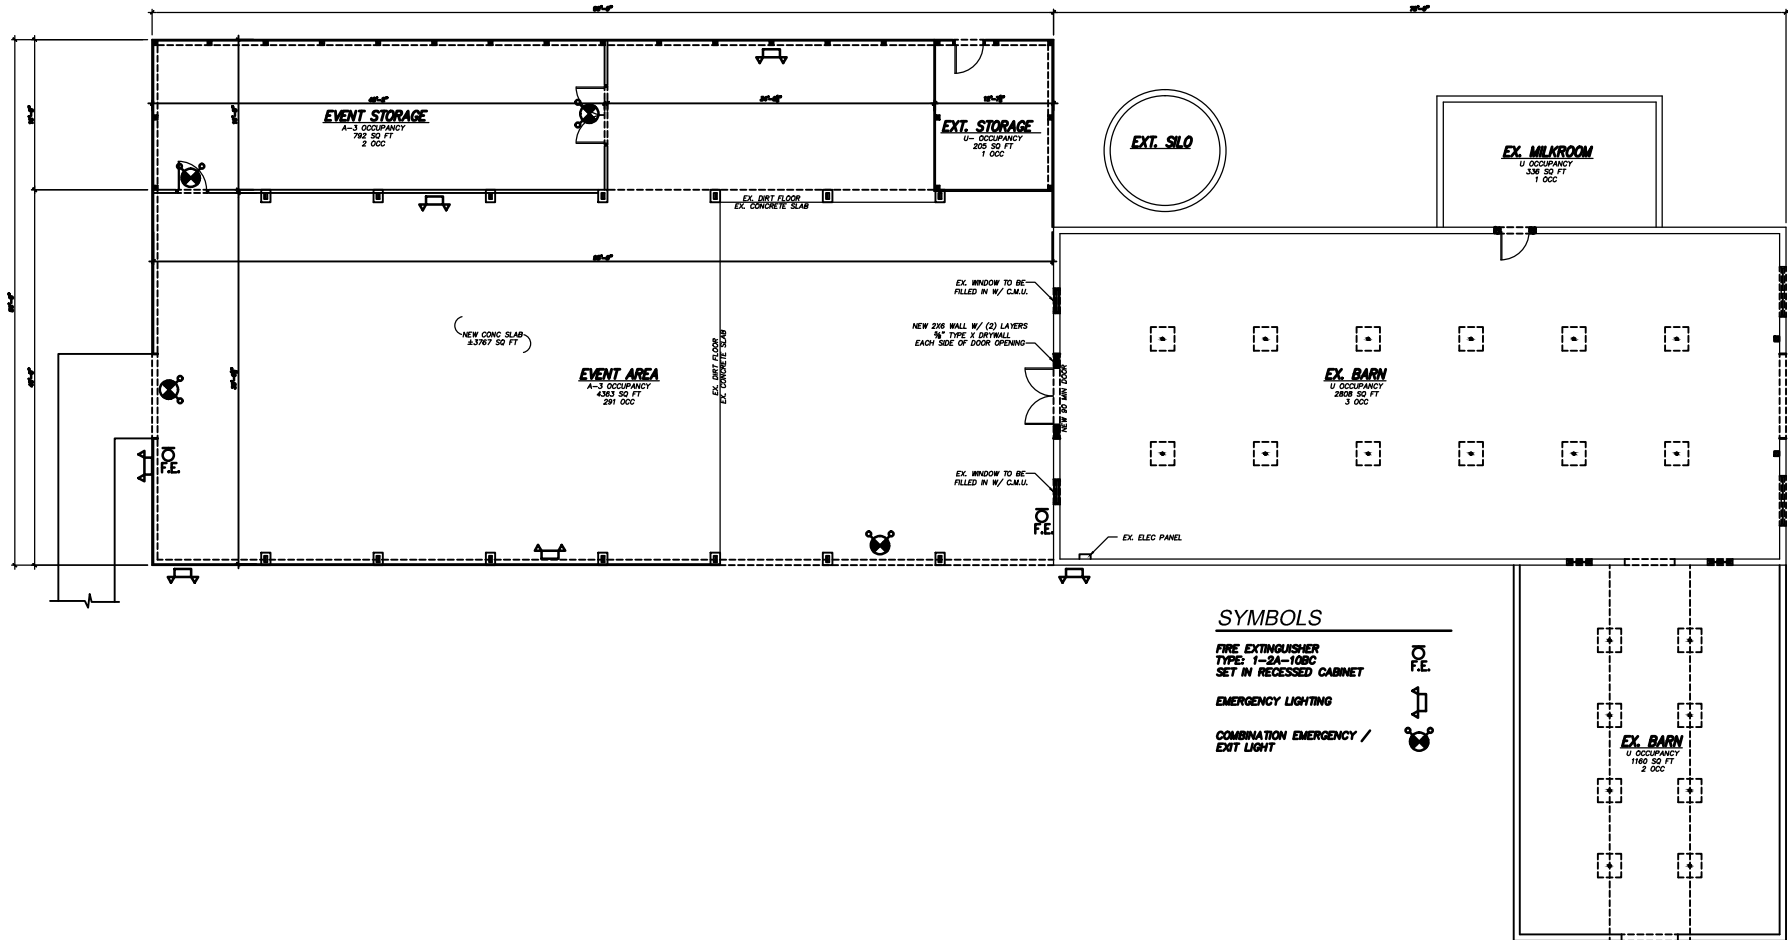 EVENT STORAGE
A-3 OCCUPANCY
792 SQ FT
2 OCC
EXT. STORAGE
U- OCCUPANCY
205 SQ FT
1 OCC
EXT. SILO
EX. MILKROOM
U OCCUPANCY
336 SQ FT
1 OCC
EX. DIRT FLOOR
EX. CONCRETE SLAB
EX. WINDOW TO BE
FILLED IN W/ C.M.U.
NEW 2X6 WALL W/ (2) LAYERS
⅝" TYPE X DRYWALL
EACH SIDE OF DOOR OPENING
NEW CONC SLAB
±3767 SQ FT
EX. DIRT FLOOR
EX. CONCRETE SLAB
EVENT AREA
A-3 OCCUPANCY
4363 SQ FT
291 OCC
NEW 90 MIN DOOR
EX. BARN
U OCCUPANCY
2808 SQ FT
3 OCC
F.E.
EX. WINDOW TO BE
FILLED IN W/ C.M.U.
F.E.
EX. ELEC PANEL
SYMBOLS
FIRE EXTINGUISHER
TYPE: 1-2A-10BC
SET IN RECESSED CABINET
F.E.
EMERGENCY LIGHTING
COMBINATION EMERGENCY /
EXIT LIGHT
EX. BARN
U OCCUPANCY
1160 SQ FT
2 OCC